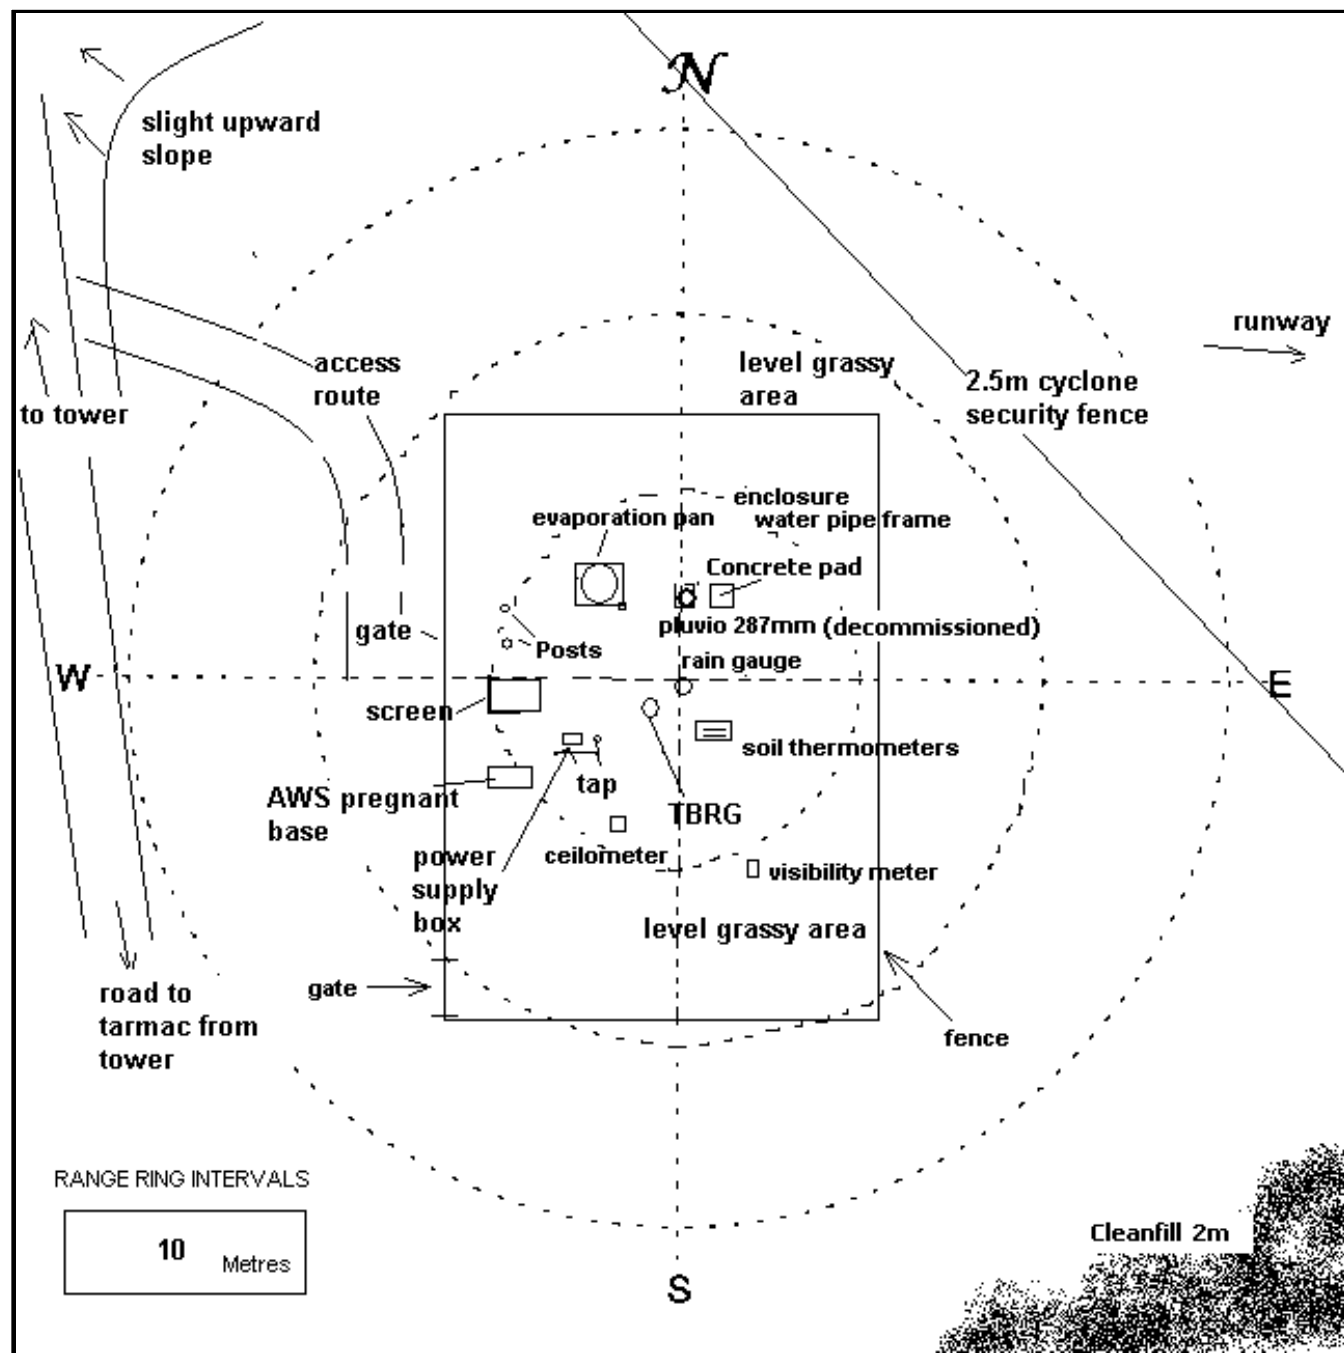 N
slight upward
slope
runway
access
route
level grassy
area
2.5m cyclone
security fence
to tower
enclosure
evaporation pan
water pipe frame
Concrete pad
gate
pluvio 287mm (decommissioned)
Posts
rain gauge
W
E
screen
soil thermometers
AWS pregnant
base
tap
TBRG
power
supply
box
ceilometer
visibility meter
level grassy area
gate
road to
tarmac from
tower
fence
RANGE RING INTERVALS
10 Metres
Cleanfill 2m
S